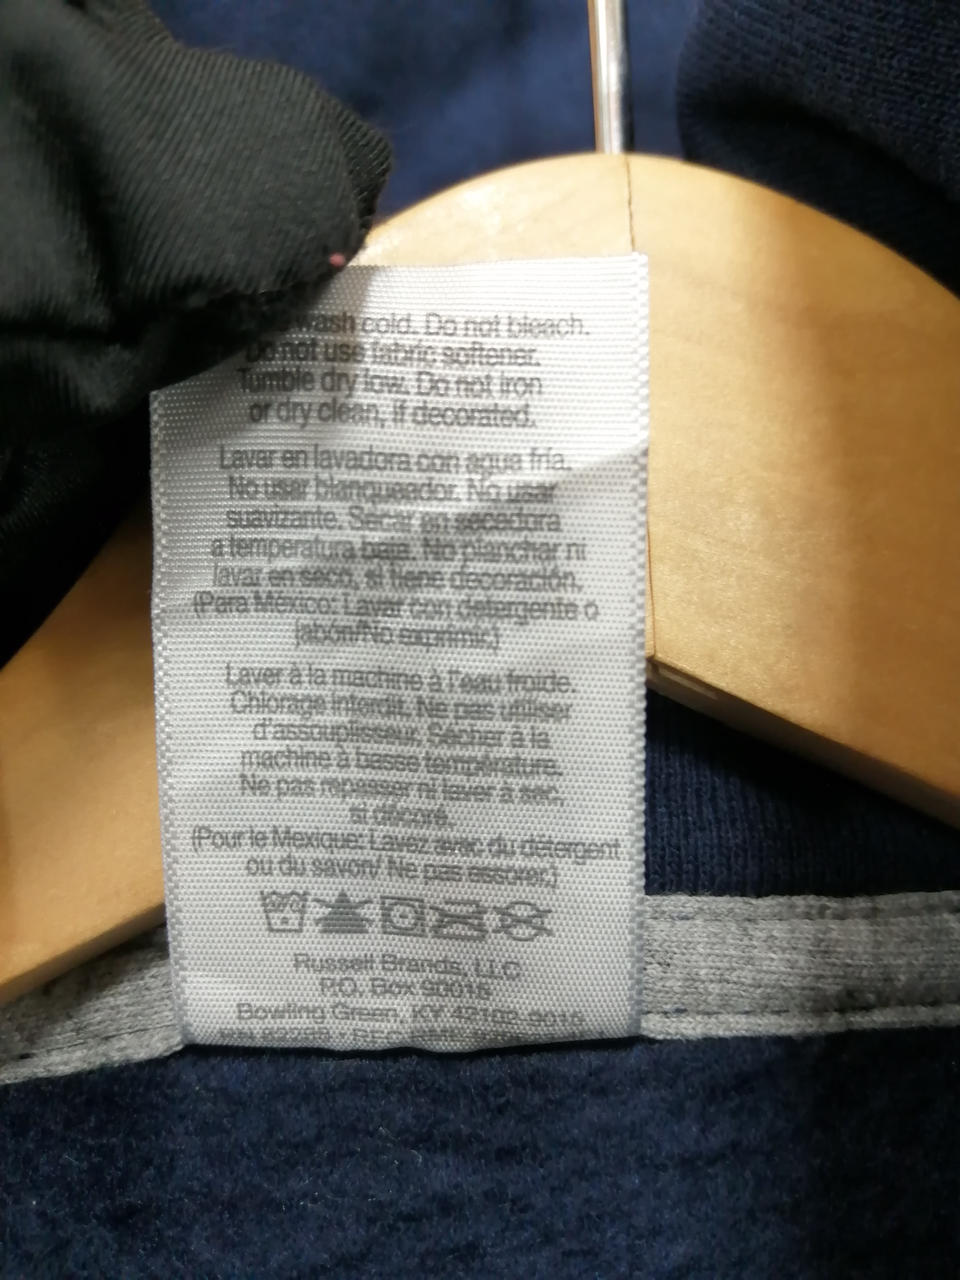 wash cold. Do not bleach.
Do not use fabric softener.
Tumble dry low. Do not iron
or dry clean, if decorated.
Lavar en lavadora con agua fría.
No usar blanqueador. No usar
suavizante. Secar en secadora
a temperatura baja. No planchar ni
lavar en seco, si tiene decoración.
(Para México: Lavar con detergente o
jabón/No exprimir.)
Laver à la machine à l'eau froide.
Chlorage interdit. Ne pas utiliser
d'assouplisseur. Sécher à la
machine à basse température.
Ne pas repasser ni laver à sec,
si décoré.
(Pour le Mexique: Lavez avec du détergent
ou du savon/ Ne pas essorer.)
Russell Brands, LLC
P.O. Box 90015
Bowling Green, KY